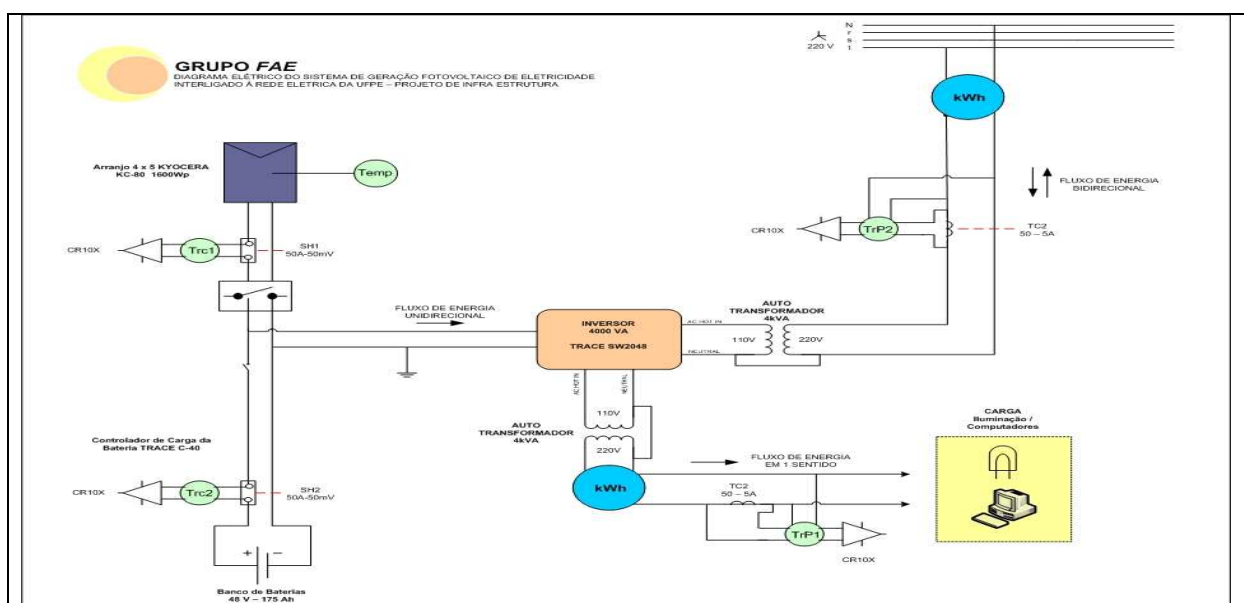 N
r
s
t
220 V
GRUPO FAE
DIAGRAMA ELÉTRICO DO SISTEMA DE GERAÇÃO FOTOVOLTAICO DE ELETRICIDADE
INTERLIGADO À REDE ELETRICA DA UFPE – PROJETO DE INFRA ESTRUTURA
kWh
Arranjo 4 x 5 KYOCERA
KC-80 1600Wp
Temp
FLUXO DE ENERGIA
BIDIRECIONAL
CR10X
Trc1
SH1
50A-50mV
CR10X
TrP2
TC2
50 – 5A
FLUXO DE ENERGIA
UNIDIRECIONAL
INVERSOR
4000 VA
TRACE SW2048
AC HOT IN
NEUTRAL
AUTO
TRANSFORMADOR
4kVA
110V
220V
AC HOT IN
NEUTRAL
110V
220V
AUTO
TRANSFORMADOR
4kVA
Controlador de Carga da
Bateria TRACE C-40
CARGA
Iluminação /
Computadores
FLUXO DE ENERGIA
EM 1 SENTIDO
kWh
CR10X
Trc2
SH2
50A-50mV
TC2
50 – 5A
TrP1
CR10X
+ –
Banco de Baterias
48 V – 175 Ah